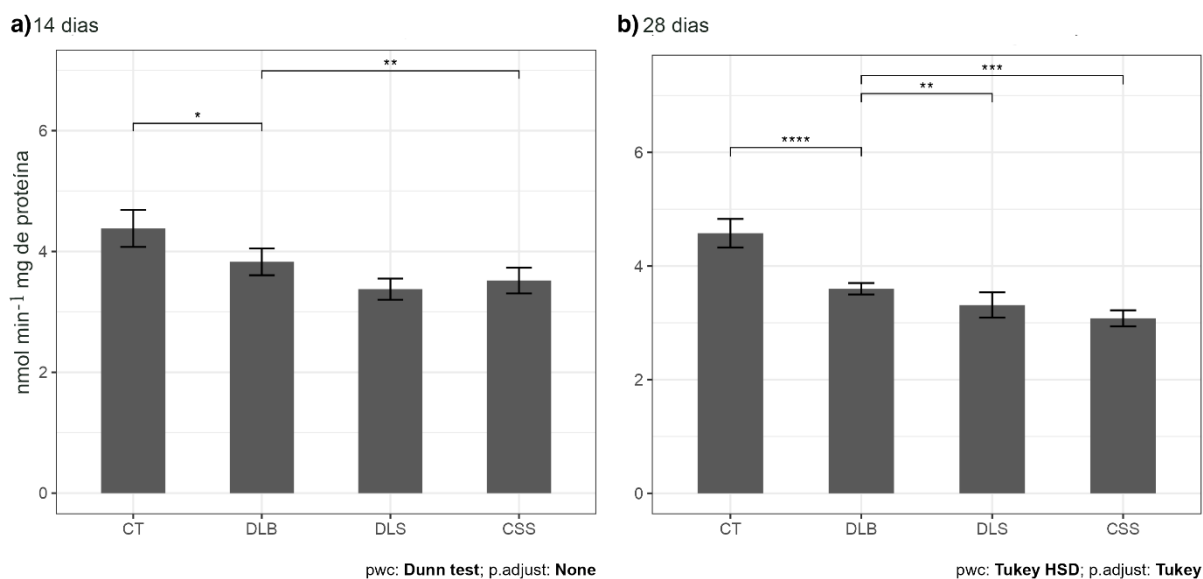 a) 14 dias
nmol min⁻¹ mg de proteína
6
4
2
0
*
**
CT DLB DLS CSS
pwc: Dunn test; p.adjust: None
b) 28 dias
6
4
2
0
****
**
***
CT DLB DLS CSS
pwc: Tukey HSD; p.adjust: Tukey